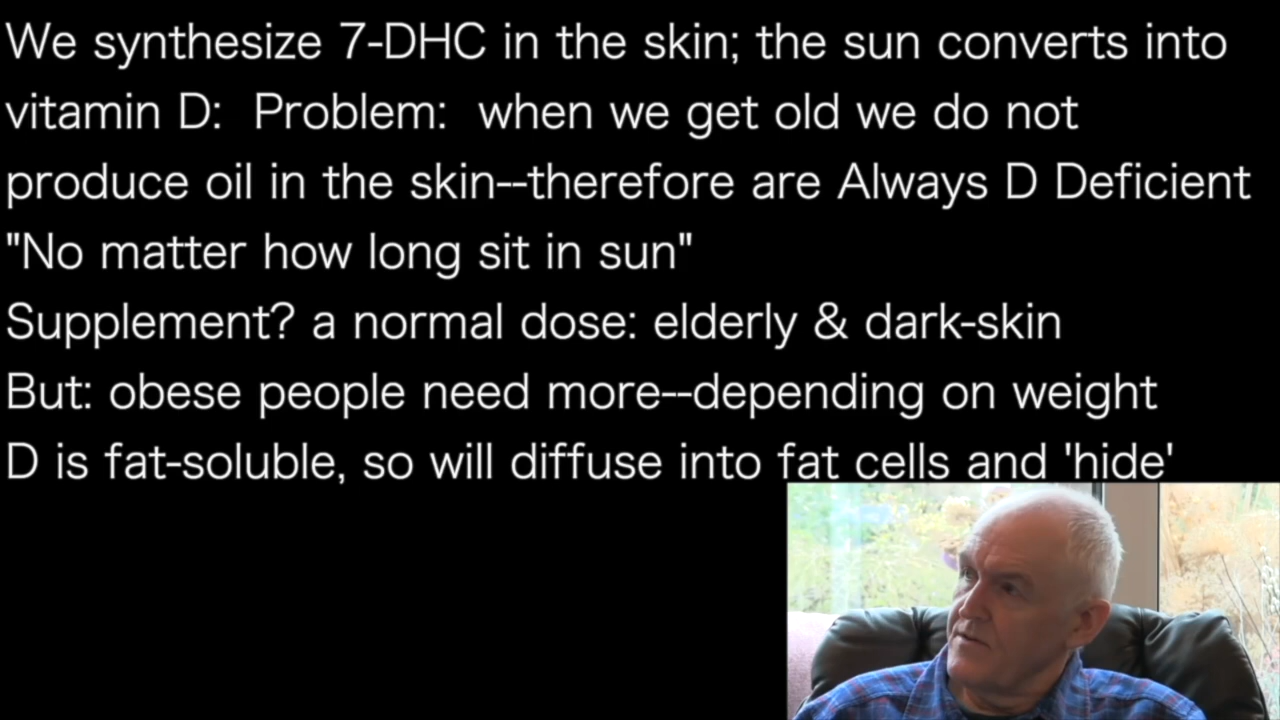 We synthesize 7-DHC in the skin; the sun converts into
vitamin D:  Problem:  when we get old we do not
produce oil in the skin--therefore are Always D Deficient
"No matter how long sit in sun"
Supplement? a normal dose: elderly & dark-skin
But: obese people need more--depending on weight
D is fat-soluble, so will diffuse into fat cells and 'hide'